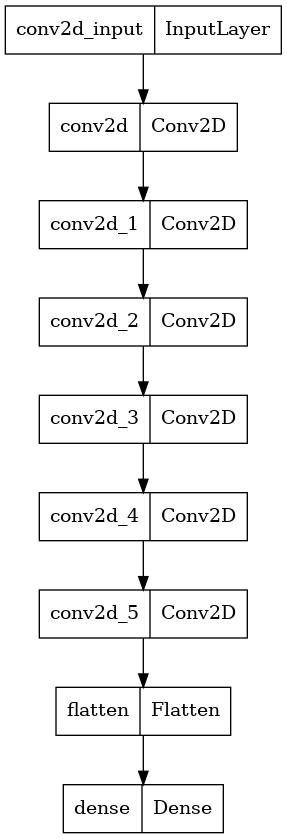 conv2d_input InputLayer
conv2d Conv2D
conv2d_1 Conv2D
conv2d_2 Conv2D
conv2d_3 Conv2D
conv2d_4 Conv2D
conv2d_5 Conv2D
flatten Flatten
dense Dense